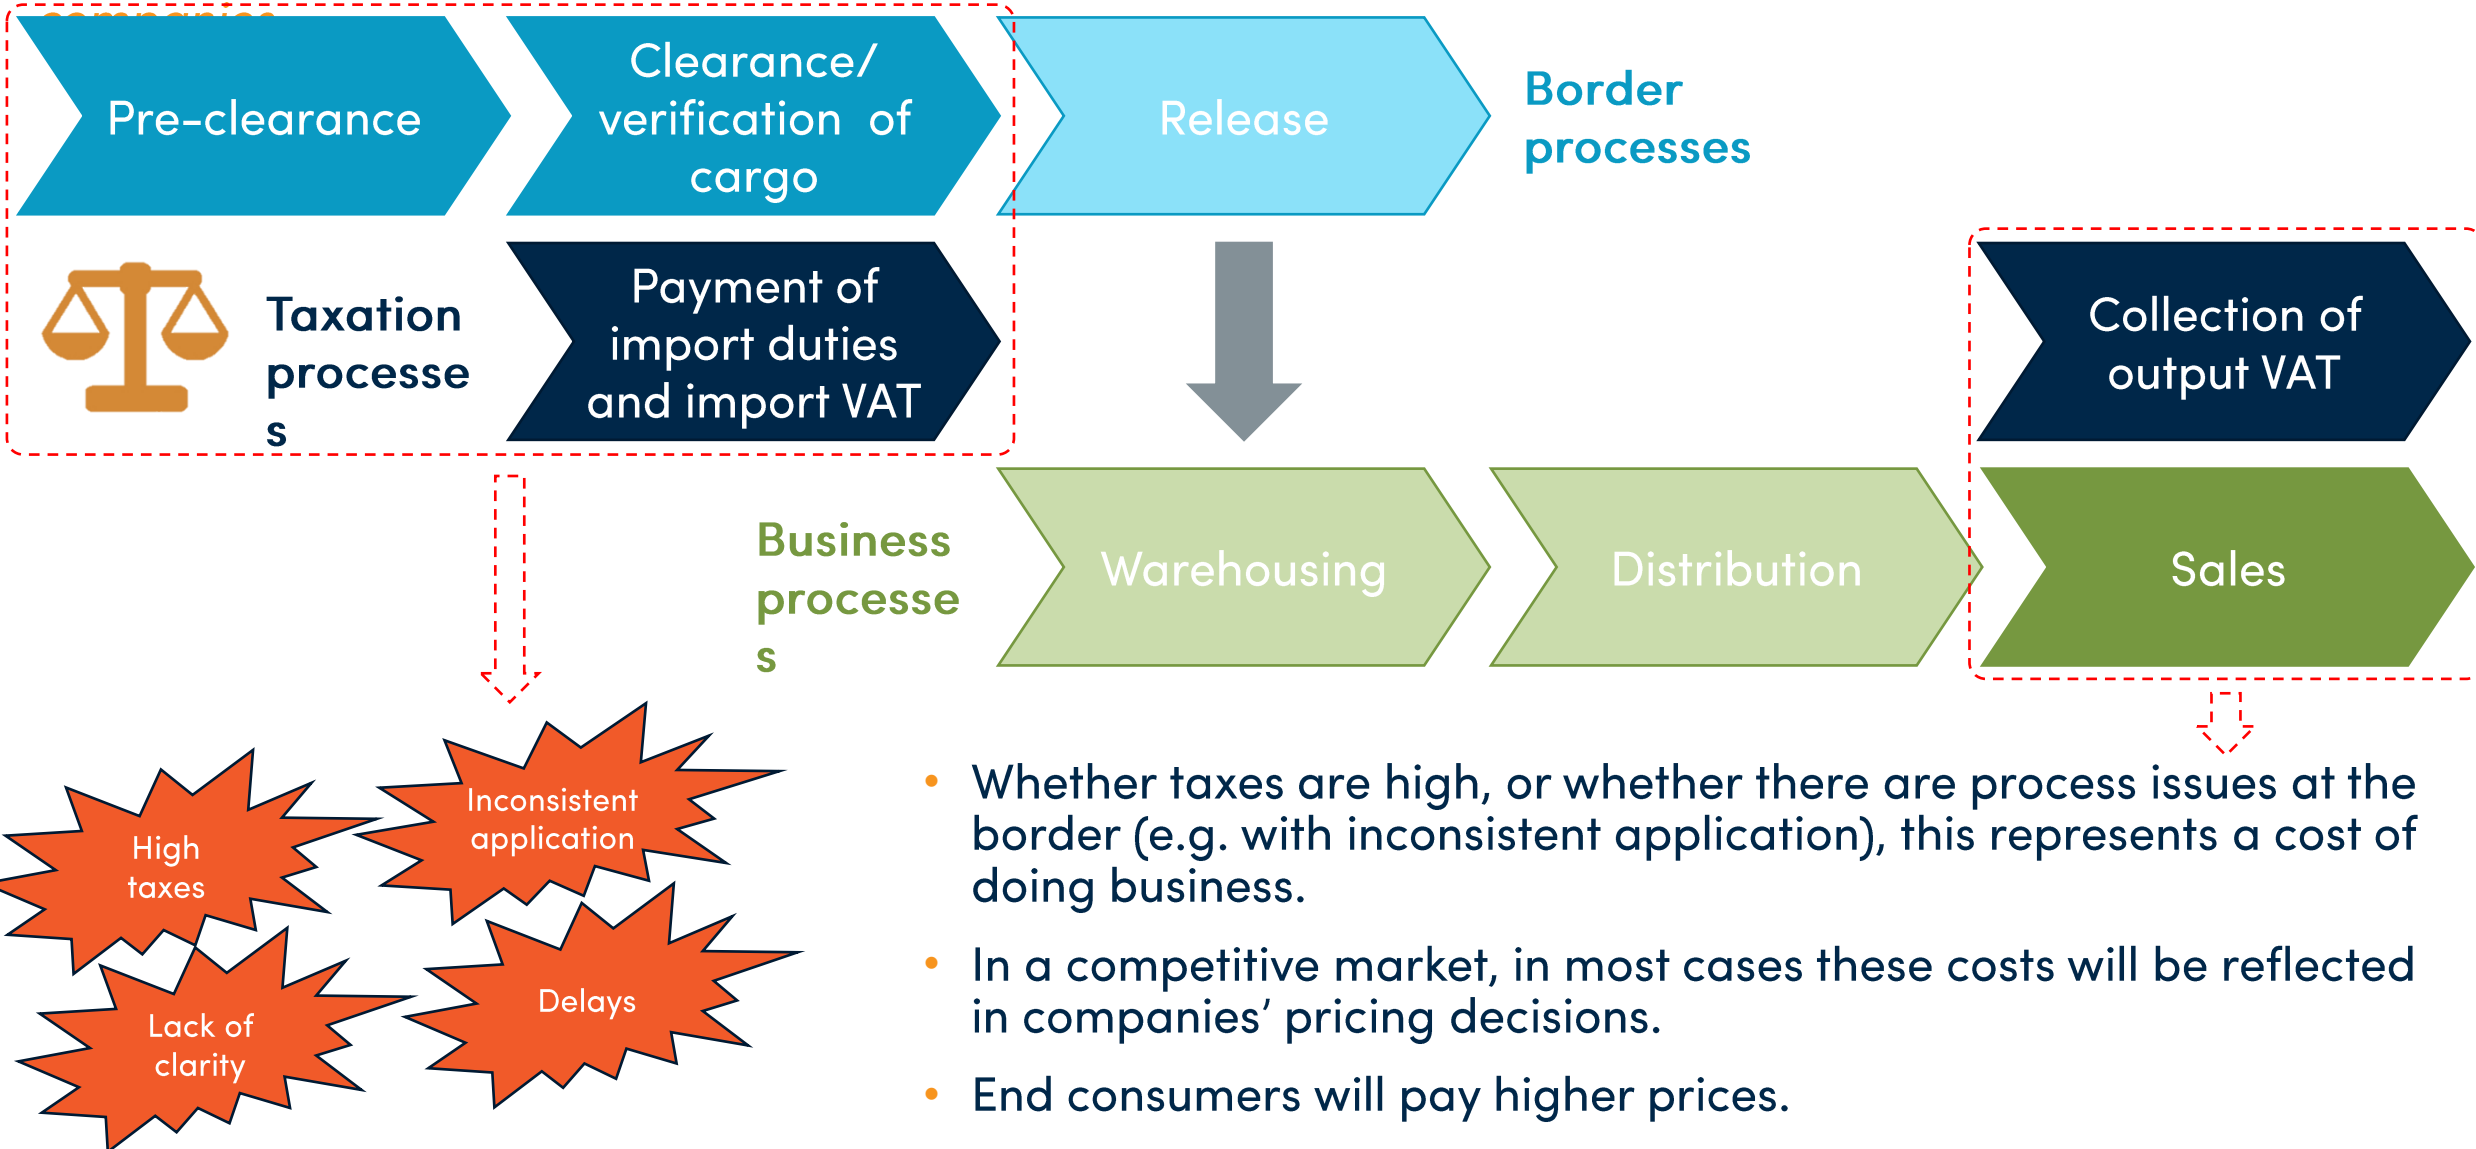 Pre-clearance
Clearance/
verification of
cargo
Release
Border
processes
Taxation
processe
s
Payment of
import duties
and import VAT
Collection of
output VAT
Business
processe
s
Warehousing
Distribution
Sales
High
taxes
Inconsistent
application
Lack of
clarity
Delays
• Whether taxes are high, or whether there are process issues at the
border (e.g. with inconsistent application), this represents a cost of
doing business.
• In a competitive market, in most cases these costs will be reflected
in companies’ pricing decisions.
• End consumers will pay higher prices.